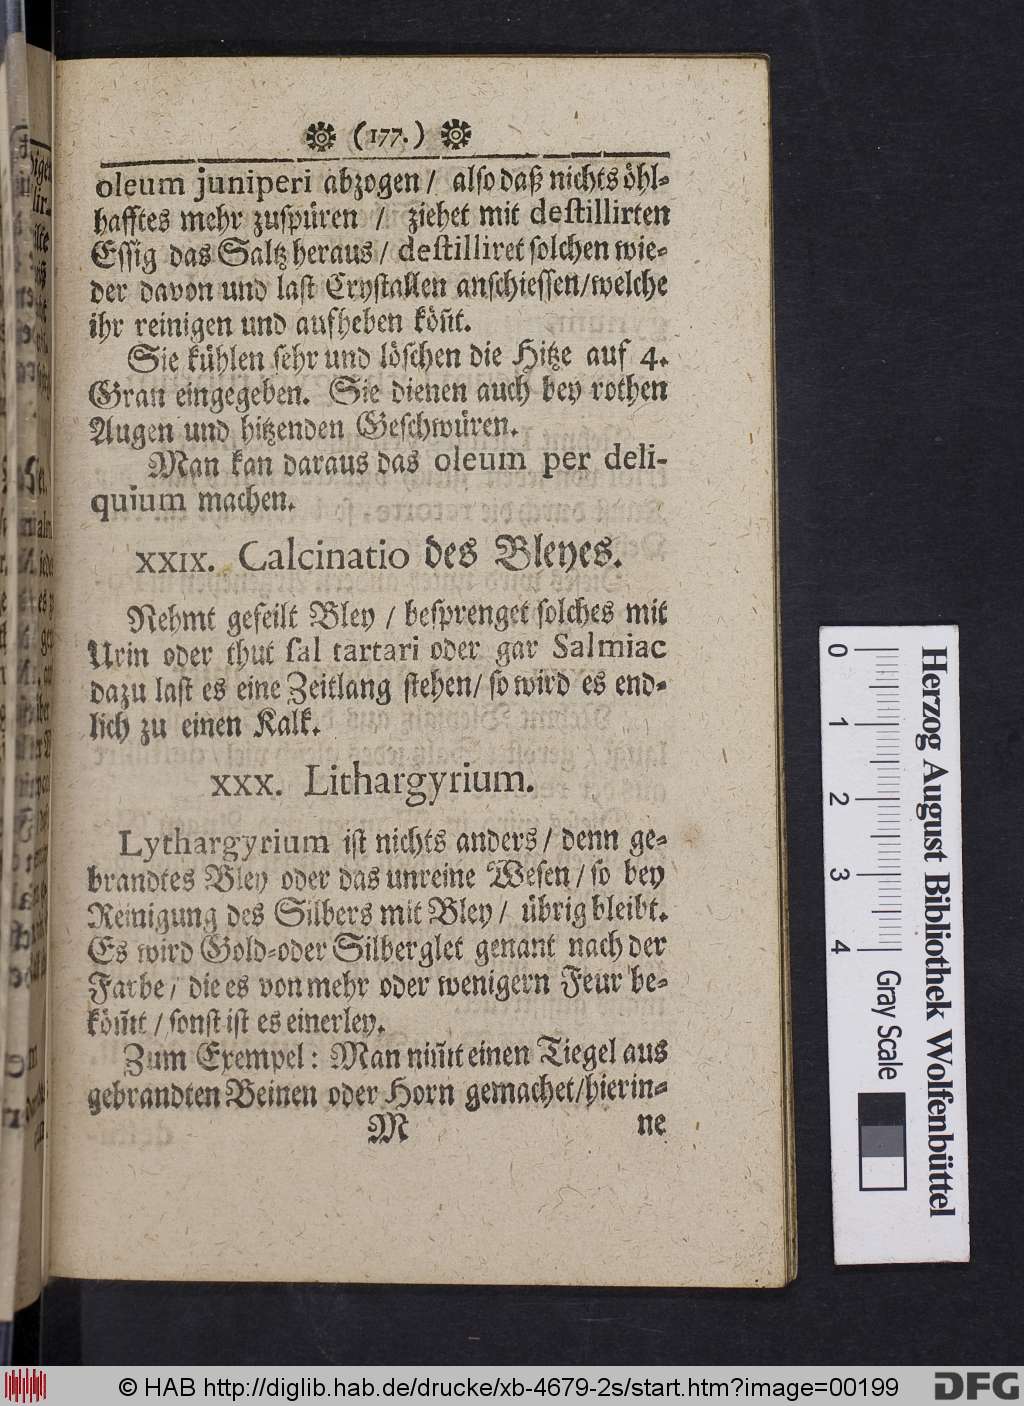 (177.)
oleum juniperi abzogen / also daß nichts öhl-
hafftes mehr zuspüren / ziehet mit destillirten
Essig das Saltz heraus / destilliret solchen wie-
der davon und last Crystallen anschiessen/welche
ihr reinigen und aufheben köñt.
Sie kühlen sehr und löschen die Hitze auf 4.
Gran eingegeben. Sie dienen auch bey rothen
Augen und hitzenden Geschwüren.
Man kan daraus das oleum per deli-
quium machen.
XXIX. Calcinatio des Bleyes.
Nehmt gefeilt Bley / besprenget solches mit
Urin oder thut sal tartari oder gar Salmiac
dazu last es eine Zeitlang stehen/ so wird es end-
lich zu einen Kalk.
XXX. Lithargyrium.
Lythargyrium ist nichts anders / denn ge-
brandtes Bley oder das unreine Wesen / so bey
Reinigung des Silbers mit Bley / übrig bleibt.
Es wird Gold-oder Silberglet genant nach der
Farbe / die es von mehr oder wenigern Feur be-
köm̃t / sonst ist es einerley.
Zum Exempel: Man nim̃t einen Tiegel aus
gebrandten Beinen oder Horn gemachet/hierin-
M ne
0 1 2 3 4
Gray Scale
Herzog August Bibliothek Wolfenbüttel
© HAB http://diglib.hab.de/drucke/xb-4679-2s/start.htm?image=00199
DFG